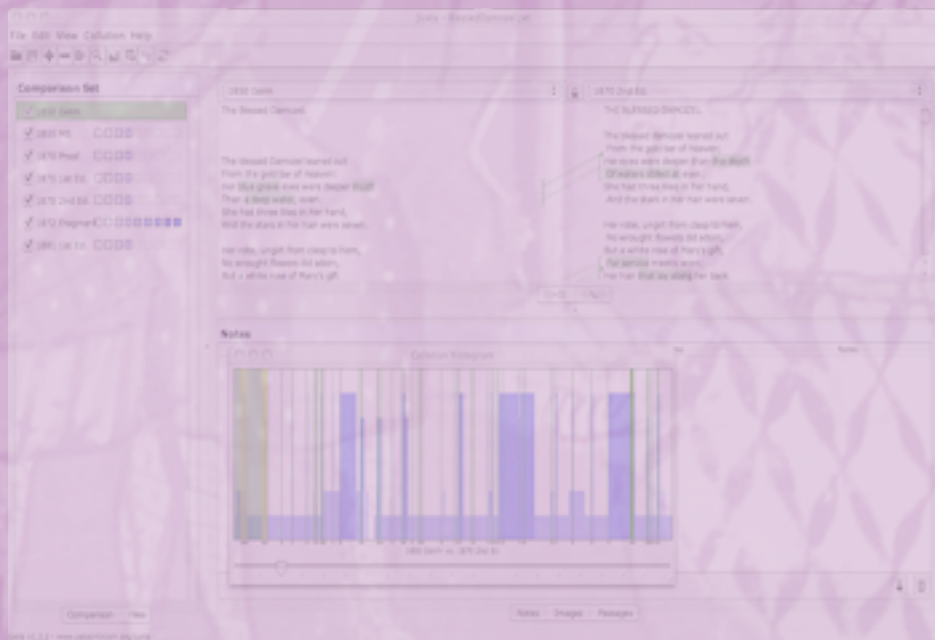 File Edit View Collation Help
Comparison Set
1870 Proof
1870 1st Ed.
1870 2nd Ed.
1881 1st Ed.
1870 2nd Ed.
The Blessed Damozel
The blessed Damozel leaned out
From the gold bar of heaven:
Her blue grave eyes were deeper much
Than a deep water, even.
She had three lilies in her hand,
And the stars in her hair were seven.
Her robe, ungirt from clasp to hem,
No wrought flowers did adorn,
But a white rose of Mary's gift
THE BLESSED DAMOZEL
The blessed damozel leaned out
From the gold bar of heaven;
Her eyes were deeper than the depth
Of waters stilled at even;
She had three lilies in her hand,
And the stars in her hair were seven.
Her robe, ungirt from clasp to hem,
No wrought flowers did adorn,
But a white rose of Mary's gift,
For service meetly worn;
Her hair that lay along her back
Notes
Collation Histogram
Notes
Comparison Files
Notes Images Passages